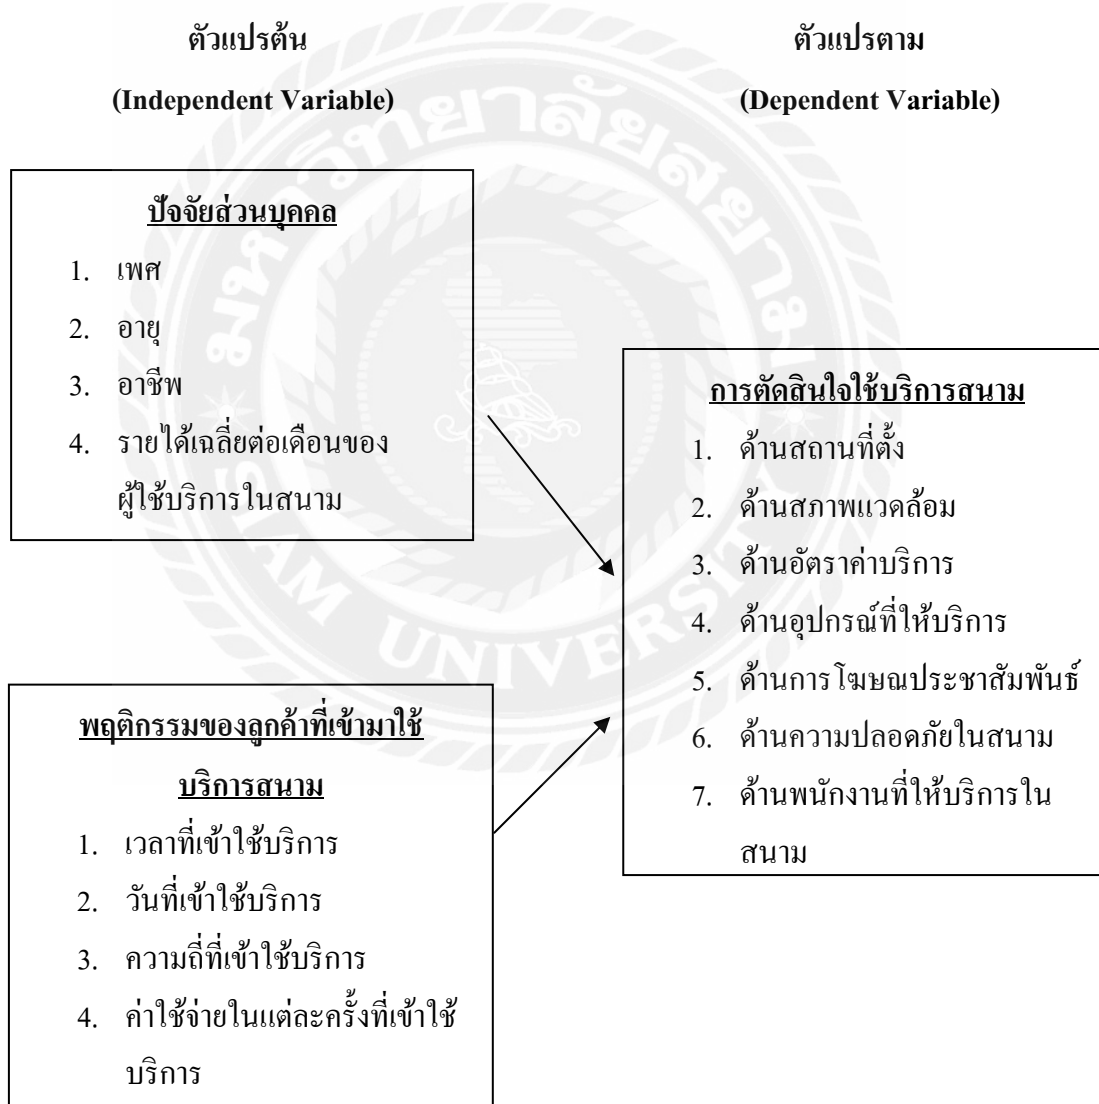 ตัวแปรต้น
(Independent Variable)
ปัจจัยส่วนบุคคล
1. เพศ
2. อายุ
3. อาชีพ
4. รายได้เฉลี่ยต่อเดือนของ
ผู้ใช้บริการในสนาม
พฤติกรรมของลูกค้าที่เข้ามาใช้
บริการสนาม
1. เวลาที่เข้าใช้บริการ
2. วันที่เข้าใช้บริการ
3. ความถี่ที่เข้าใช้บริการ
4. ค่าใช้จ่ายในแต่ละครั้งที่เข้าใช้
บริการ
ตัวแปรตาม
(Dependent Variable)
การตัดสินใจใช้บริการสนาม
1. ด้านสถานที่ตั้ง
2. ด้านสภาพแวดล้อม
3. ด้านอัตราค่าบริการ
4. ด้านอุปกรณ์ที่ให้บริการ
5. ด้านการโฆษณประชาสัมพันธ์
6. ด้านความปลอดภัยในสนาม
7. ด้านพนักงานที่ให้บริการใน
สนาม
มหาวิทยาลัยสยาม
SIAM UNIVERSITY